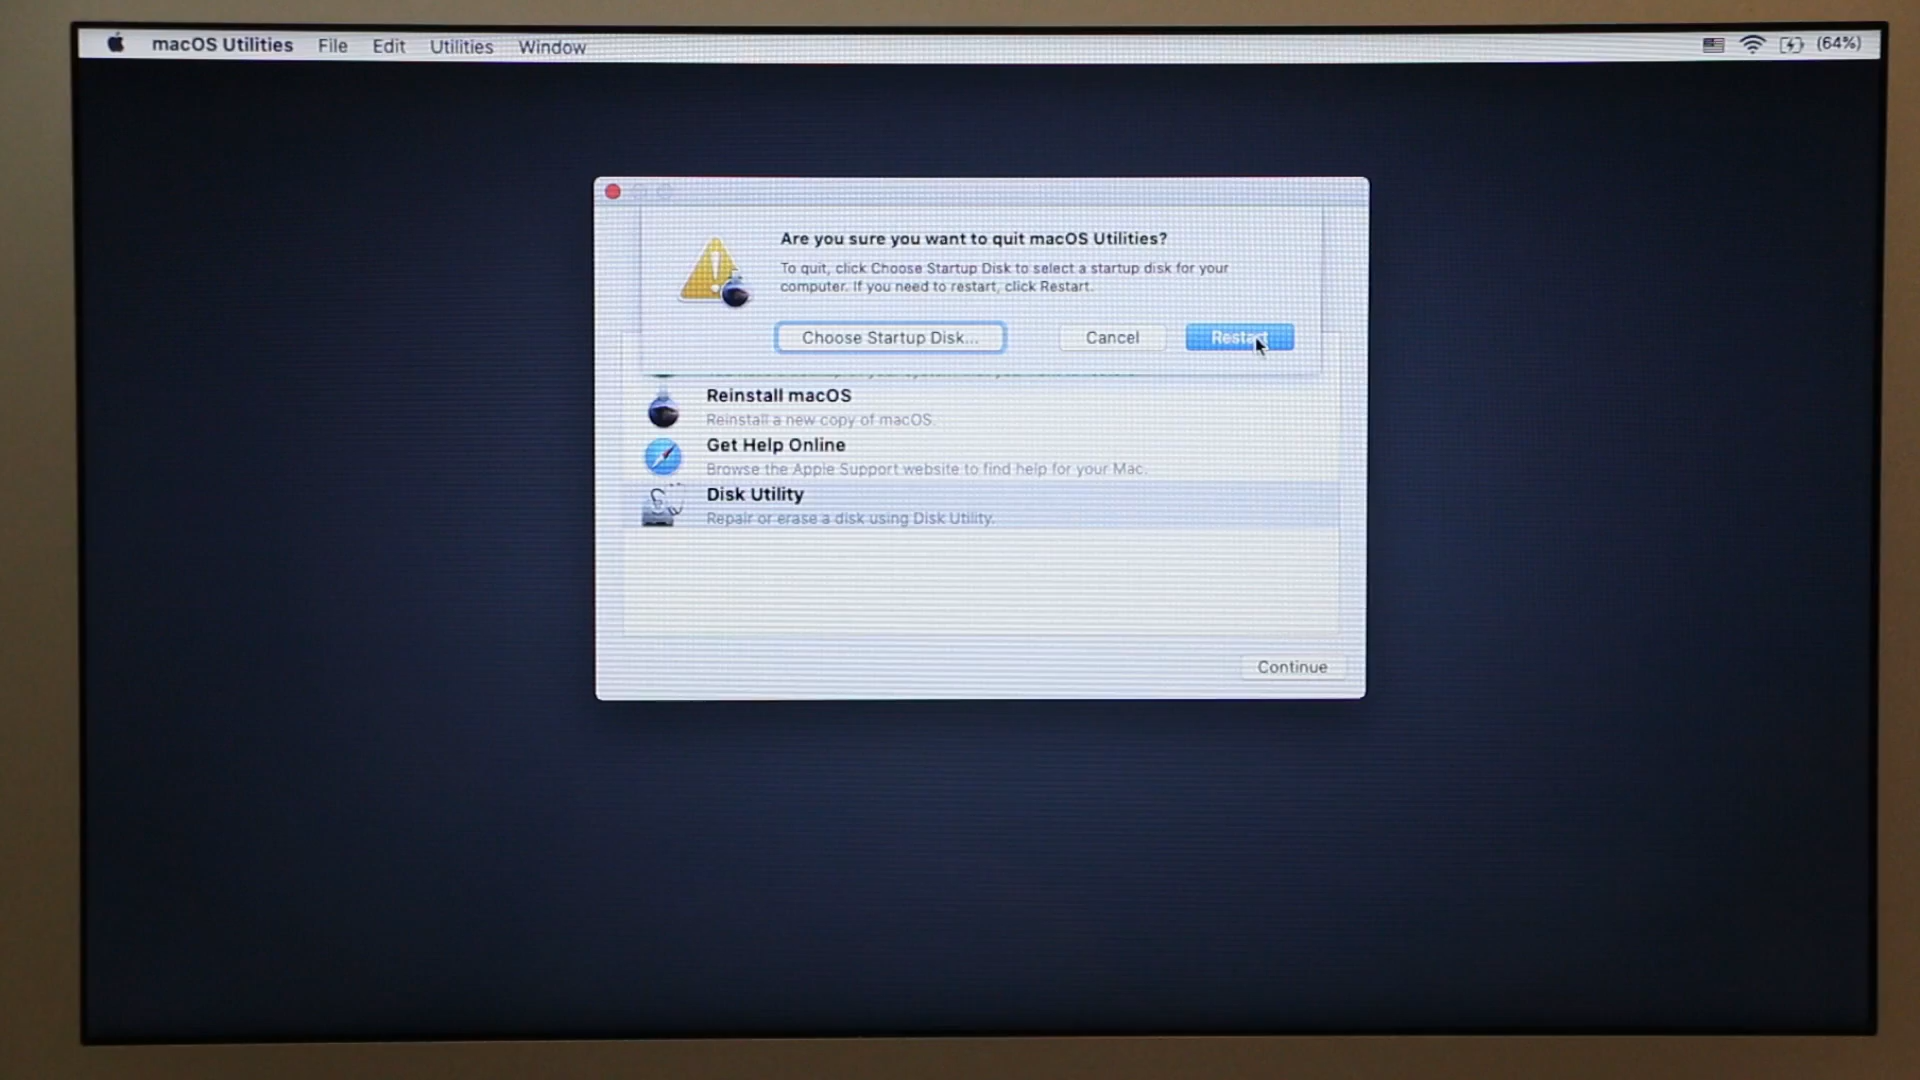 macOS Utilities File Edit Utilities Window (64%)
Are you sure you want to quit macOS Utilities?
To quit, click Choose Startup Disk to select a startup disk for your
computer. If you need to restart, click Restart.
Choose Startup Disk... Cancel Restart
Reinstall macOS
Reinstall a new copy of macOS.
Get Help Online
Browse the Apple Support website to find help for your Mac.
Disk Utility
Repair or erase a disk using Disk Utility.
Continue